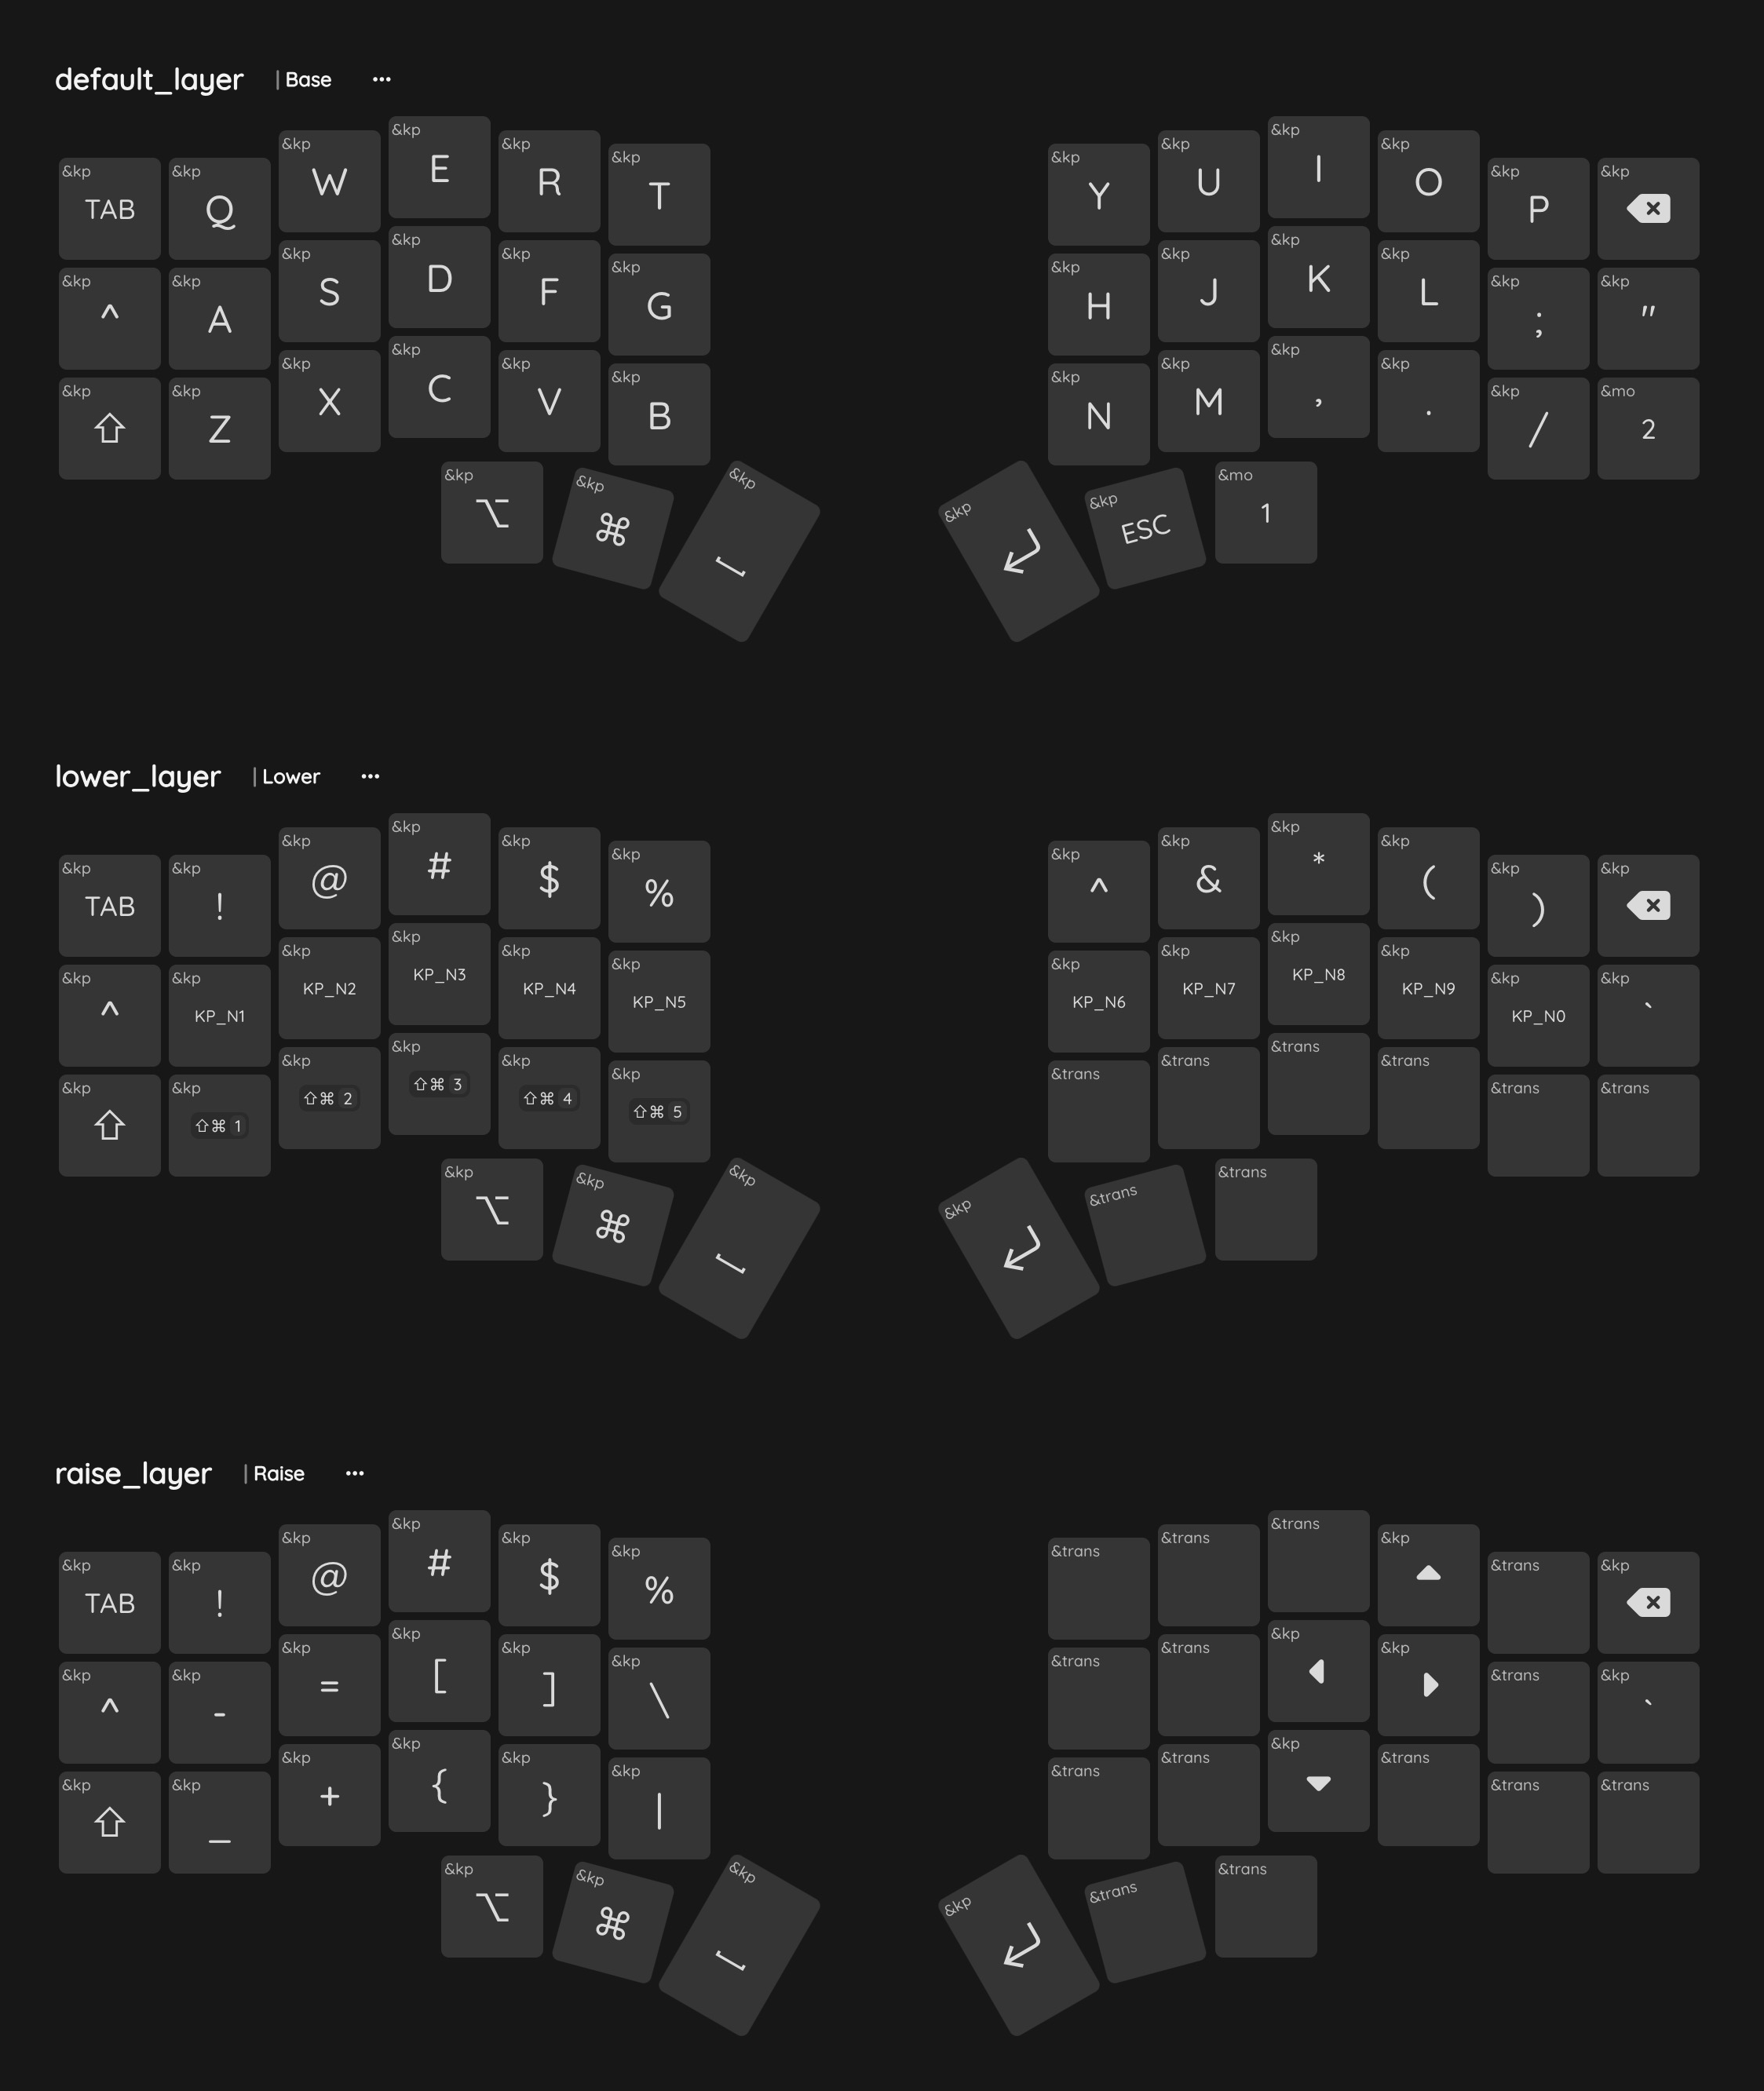 default_layer | Base ...
&kp TAB &kp Q &kp W &kp E &kp R &kp T &kp Y &kp U &kp I &kp O &kp P &kp ⌫
&kp ^ &kp A &kp S &kp D &kp F &kp G &kp H &kp J &kp K &kp L &kp ; &kp "
&kp ⇧ &kp Z &kp X &kp C &kp V &kp B &kp N &kp M &kp , &kp . &kp / &mo 2
&kp ⌥ &kp ⌘ &kp ⎵ &kp ⏎ &kp ESC &mo 1
lower_layer | Lower ...
&kp TAB &kp ! &kp @ &kp # &kp $ &kp % &kp ^ &kp & &kp * &kp ( &kp ) &kp ⌫
&kp ^ &kp KP_N1 &kp KP_N2 &kp KP_N3 &kp KP_N4 &kp KP_N5 &kp KP_N6 &kp KP_N7 &kp KP_N8 &kp KP_N9 &kp KP_N0 &kp `
&kp ⇧ &kp ⇧⌘ 1 &kp ⇧⌘ 2 &kp ⇧⌘ 3 &kp ⇧⌘ 4 &kp ⇧⌘ 5 &trans &trans &trans &trans &trans &trans
&kp ⌥ &kp ⌘ &kp ⎵ &kp ⏎ &trans &trans
raise_layer | Raise ...
&kp TAB &kp ! &kp @ &kp # &kp $ &kp % &trans &trans &trans &kp ▲ &trans &kp ⌫
&kp ^ &kp - &kp = &kp [ &kp ] &kp \ &trans &trans &kp ◀ &kp ▶ &trans &kp `
&kp ⇧ &kp _ &kp + &kp { &kp } &kp | &trans &trans &kp ▼ &trans &trans &trans
&kp ⌥ &kp ⌘ &kp ⎵ &kp ⏎ &trans &trans